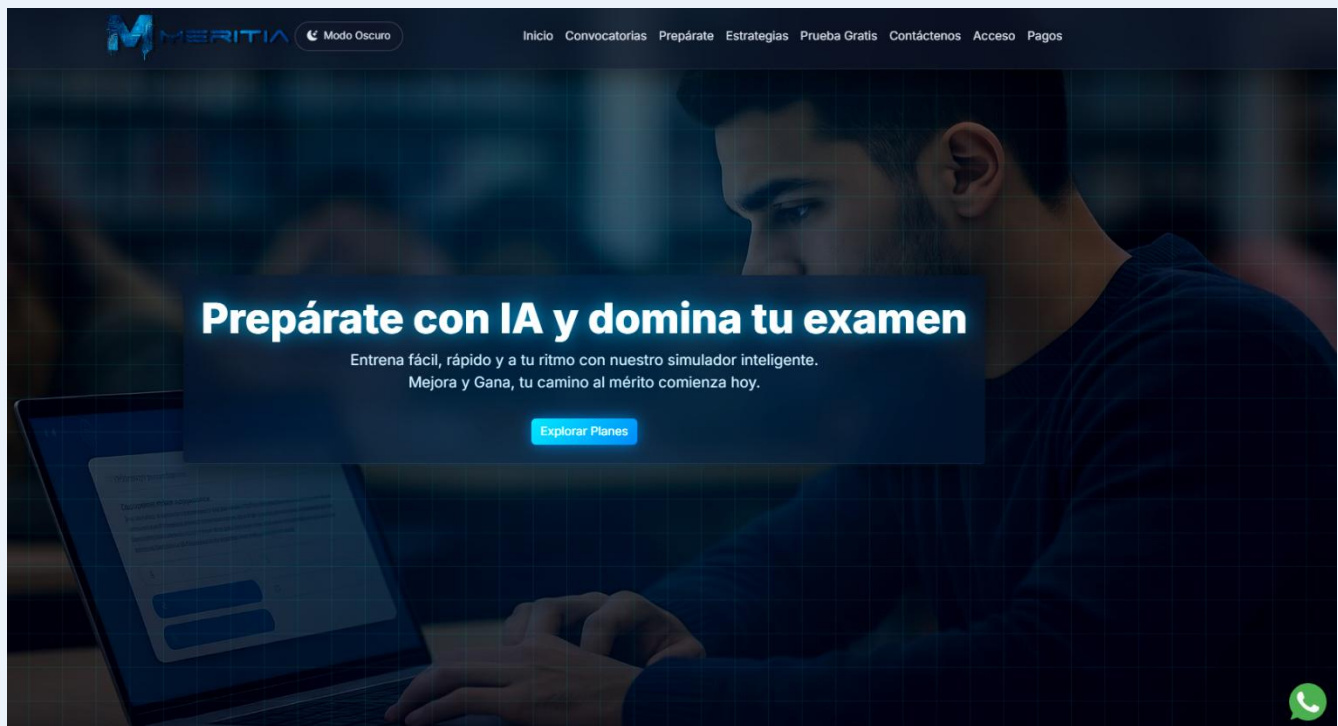 MERITIA
Modo Oscuro
Inicio Convocatorias Prepárate Estrategias Prueba Gratis Contáctenos Acceso Pagos
Prepárate con IA y domina tu examen
Entrena fácil, rápido y a tu ritmo con nuestro simulador inteligente.
Mejora y Gana, tu camino al mérito comienza hoy.
Explorar Planes